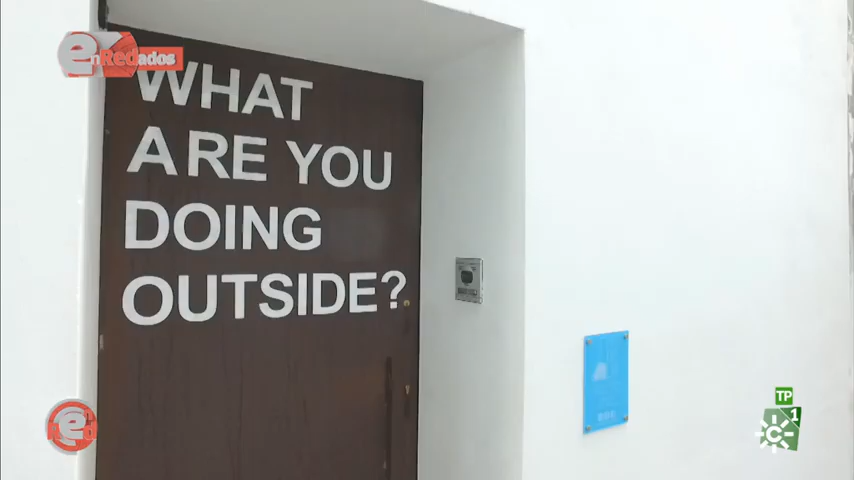 enRedados
WHAT
ARE YOU
DOING
OUTSIDE?
TP
1